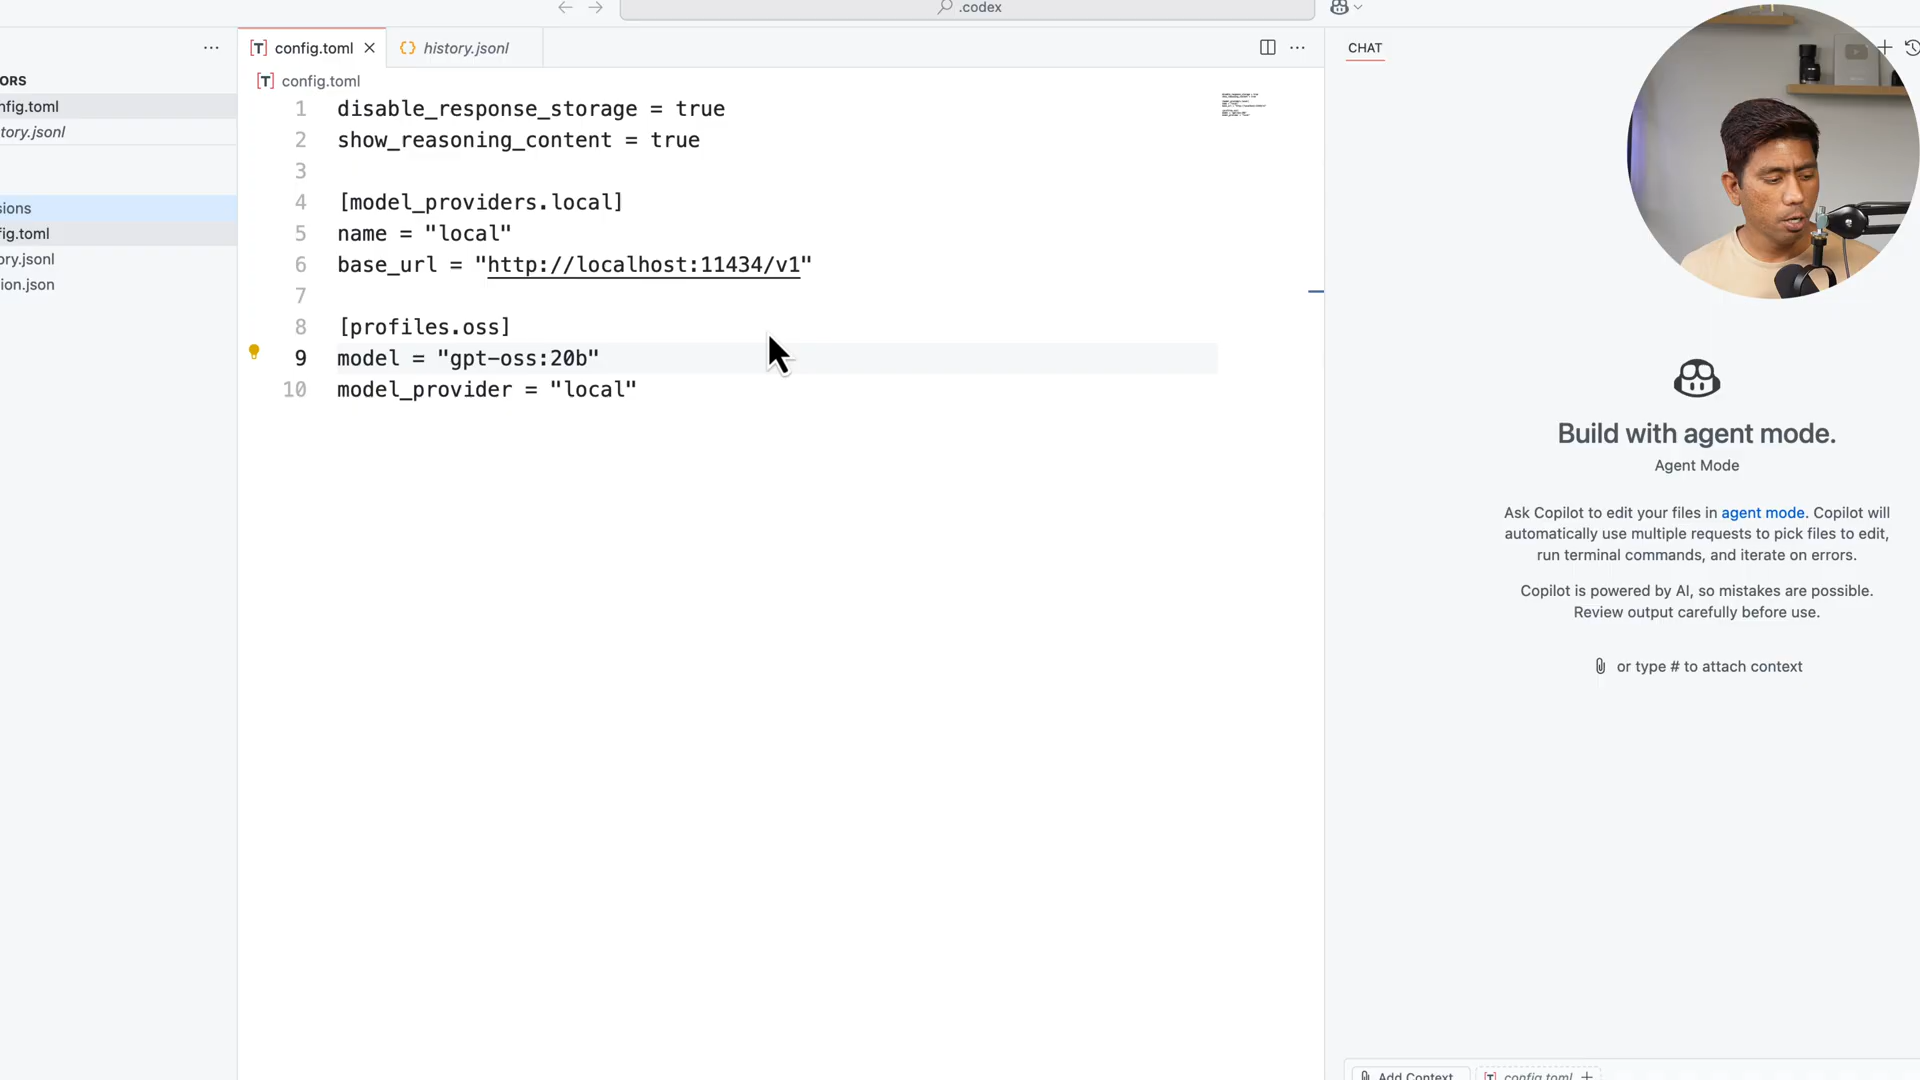 .codex
ORS
nfig.toml
tory.jsonl
sions
fig.toml
ory.jsonl
ion.json
config.toml
history.jsonl
config.toml
1 disable_response_storage = true
2 show_reasoning_content = true
3
4 [model_providers.local]
5 name = "local"
6 base_url = "http://localhost:11434/v1"
7
8 [profiles.oss]
9 model = "gpt-oss:20b"
10 model_provider = "local"
CHAT
Build with agent mode.
Agent Mode
Ask Copilot to edit your files in agent mode. Copilot will
automatically use multiple requests to pick files to edit,
run terminal commands, and iterate on errors.
Copilot is powered by AI, so mistakes are possible.
Review output carefully before use.
or type # to attach context
Add Context...
config.toml